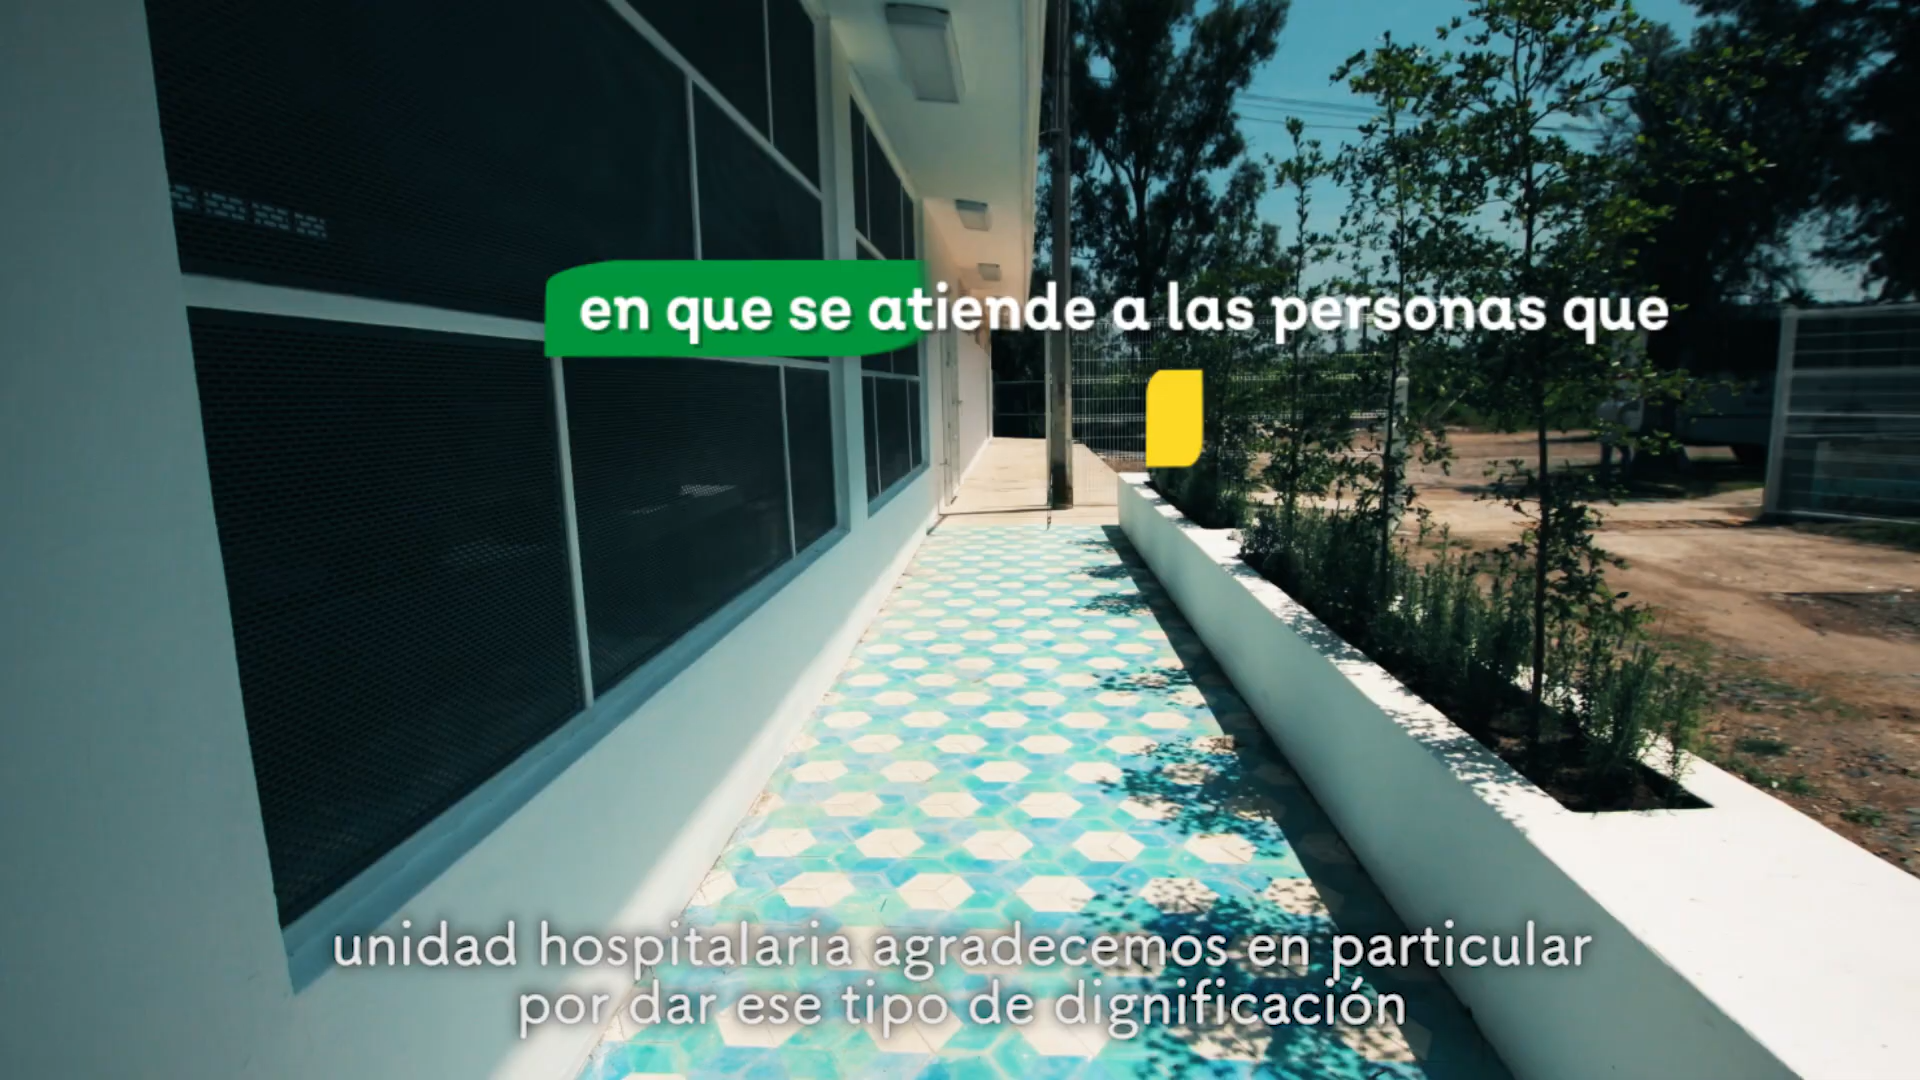 en que se atiende a las personas que
unidad hospitalaria agradecemos en particular
por dar ese tipo de dignificación